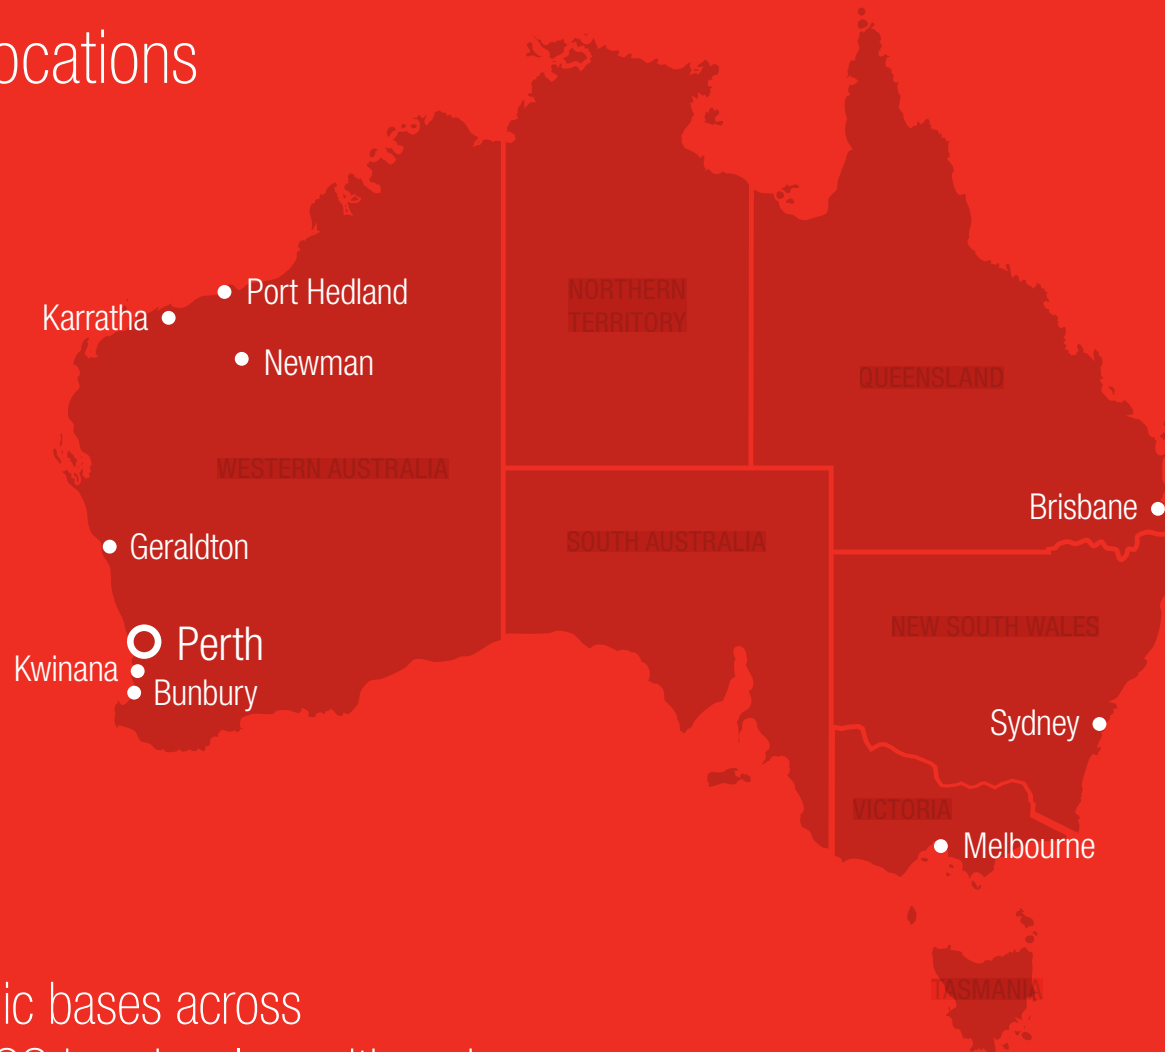 ocations
Port Hedland
Karratha
Newman
NORTHERN
TERRITORY
QUEENSLAND
WESTERN AUSTRALIA
Brisbane
Geraldton
SOUTH AUSTRALIA
NEW SOUTH WALES
Perth
Kwinana
Bunbury
Sydney
VICTORIA
Melbourne
TASMANIA
ic bases across